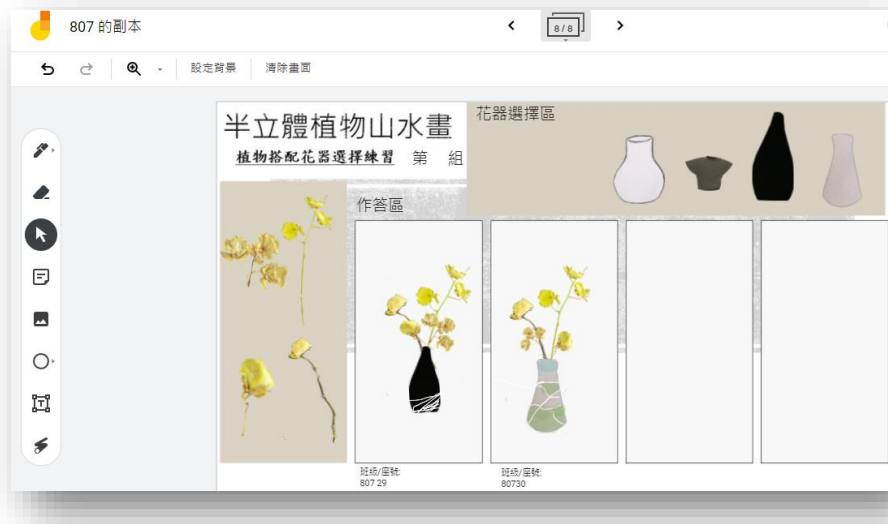 807 的副本
8 / 8
設定背景
清除畫面
半立體植物山水畫
花器選擇區
植物搭配花器選擇練習 第 組
作答區
班級/座號:
807 29
班級/座號:
80730